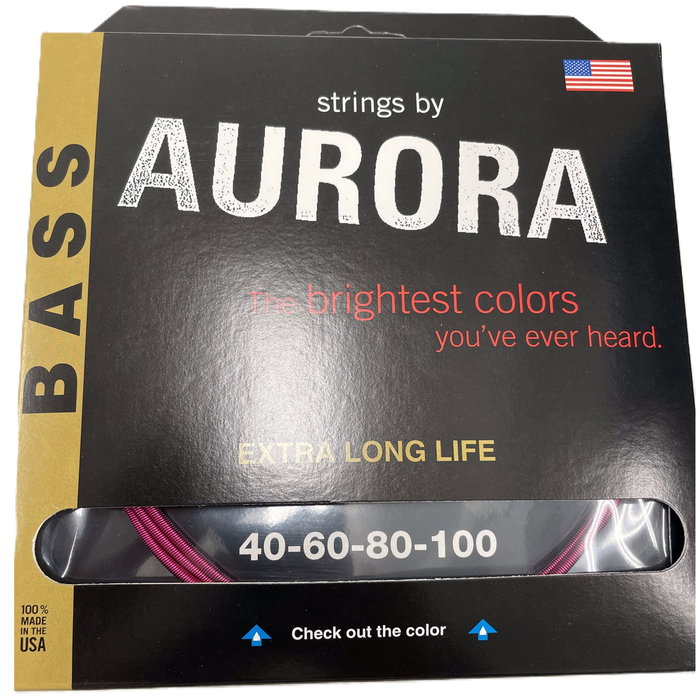 BASS
strings by
AURORA
The brightest colors
you've ever heard.
EXTRA LONG LIFE
40-60-80-100
100%
MADE
IN THE
USA
Check out the color